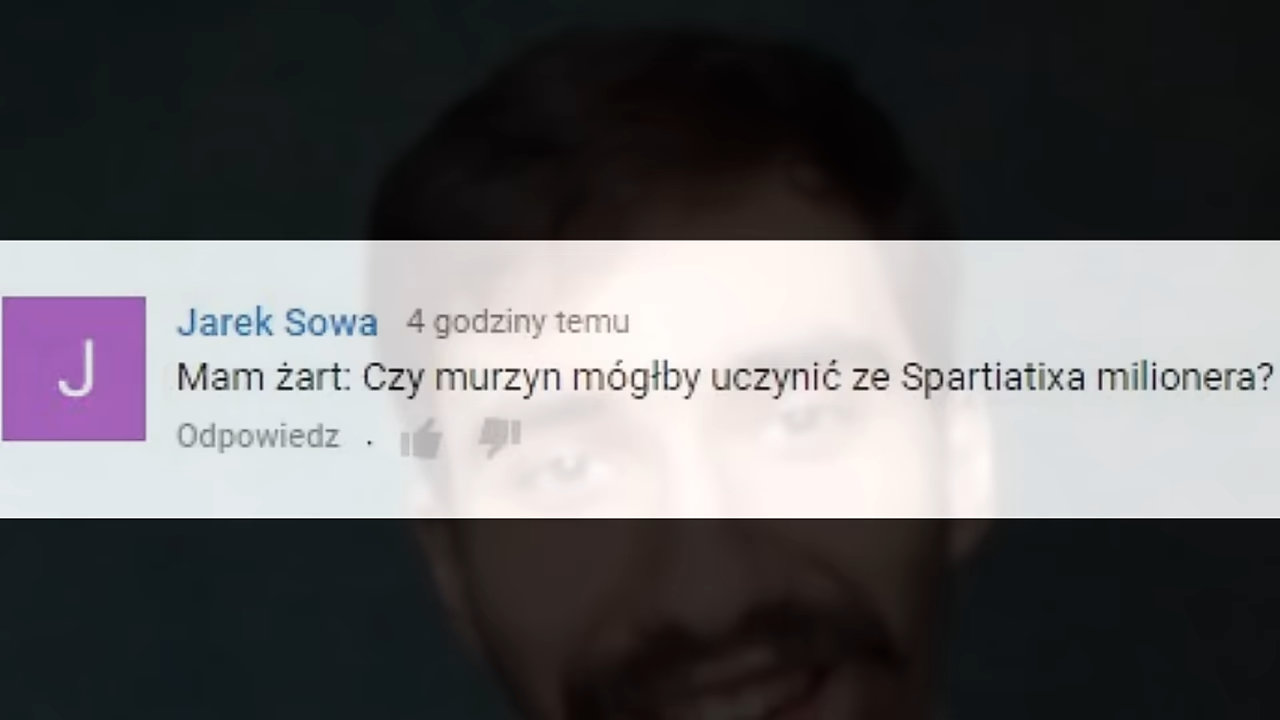 J
Jarek Sowa 4 godziny temu
Mam żart: Czy murzyn mógłby uczynić ze Spartiatixa milionera?
Odpowiedz .